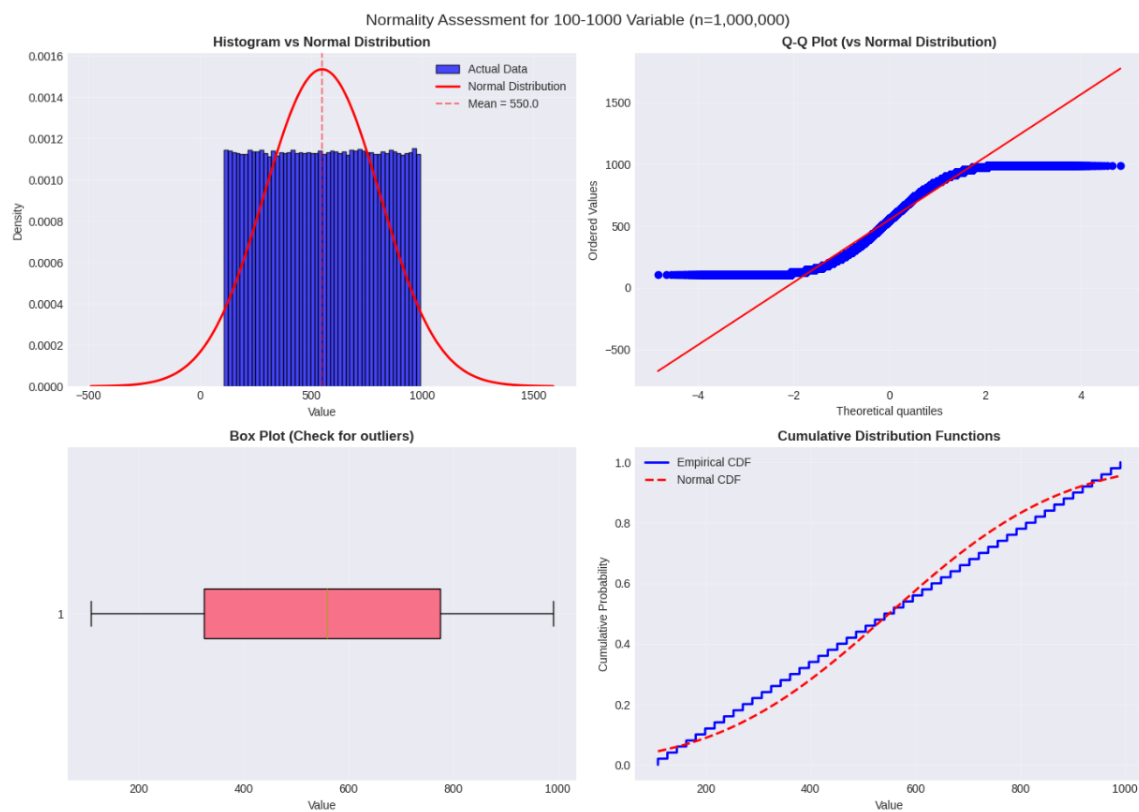 Normality Assessment for 100-1000 Variable (n=1,000,000)
Histogram vs Normal Distribution
Actual Data
Normal Distribution
Mean = 550.0
0.0016
0.0014
0.0012
0.0010
0.0008
0.0006
0.0004
0.0002
0.0000
Density
−500
0
500
1000
1500
Value
Q-Q Plot (vs Normal Distribution)
1500
1000
500
0
−500
Ordered Values
−4
−2
0
2
4
Theoretical quantiles
Box Plot (Check for outliers)
1
200
400
600
800
1000
Value
Cumulative Distribution Functions
Empirical CDF
Normal CDF
1.0
0.8
0.6
0.4
0.2
0.0
Cumulative Probability
200
400
600
800
1000
Value